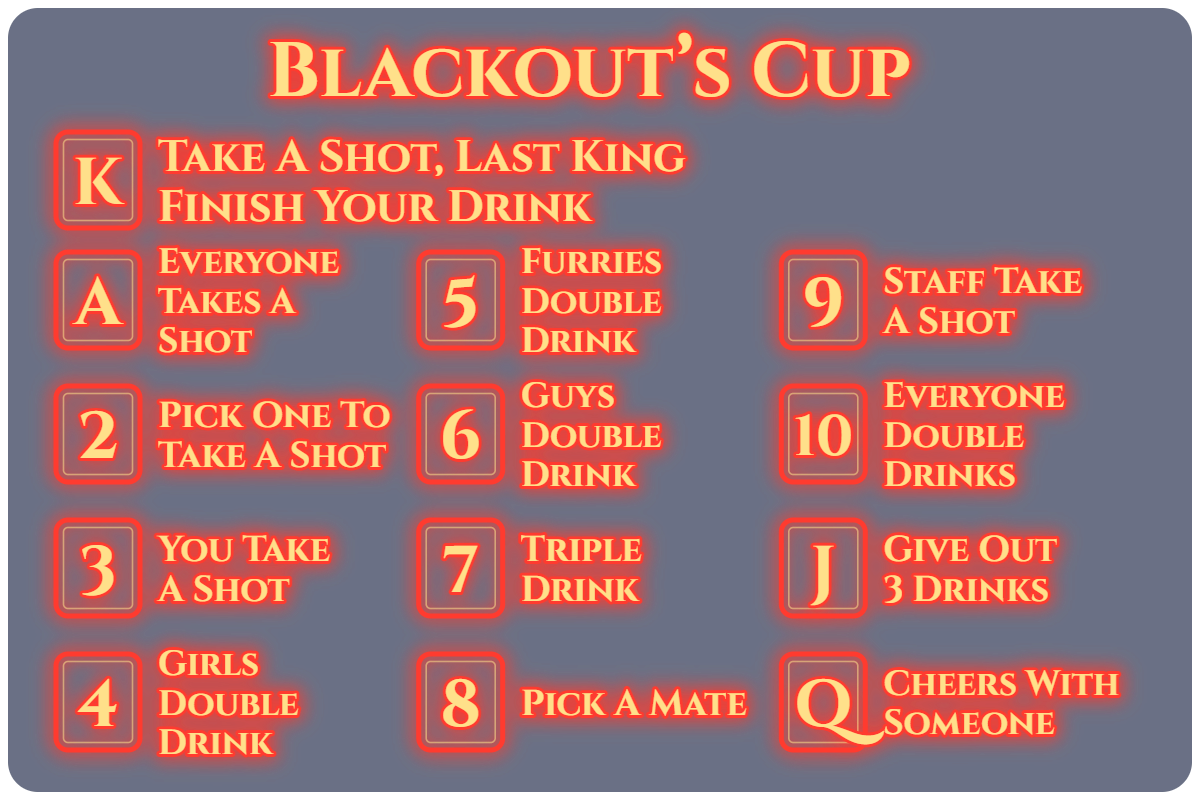 Blackout's Cup
K
Take A Shot, Last King
Finish Your Drink
A
Everyone
Takes A
Shot
2
Pick One To
Take A Shot
3
You Take
A Shot
4
Girls
Double
Drink
5
Furries
Double
Drink
6
Guys
Double
Drink
7
Triple
Drink
8
Pick A Mate
9
Staff Take
A Shot
10
Everyone
Double
Drinks
J
Give Out
3 Drinks
Q
Cheers With
Someone